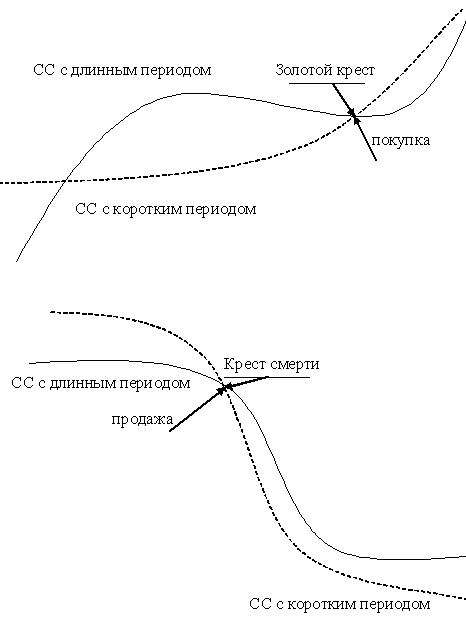 СС с длинным периодом
Золотой крест
покупка
СС с коротким периодом
Крест смерти
СС с длинным периодом
продажа
СС с коротким периодом